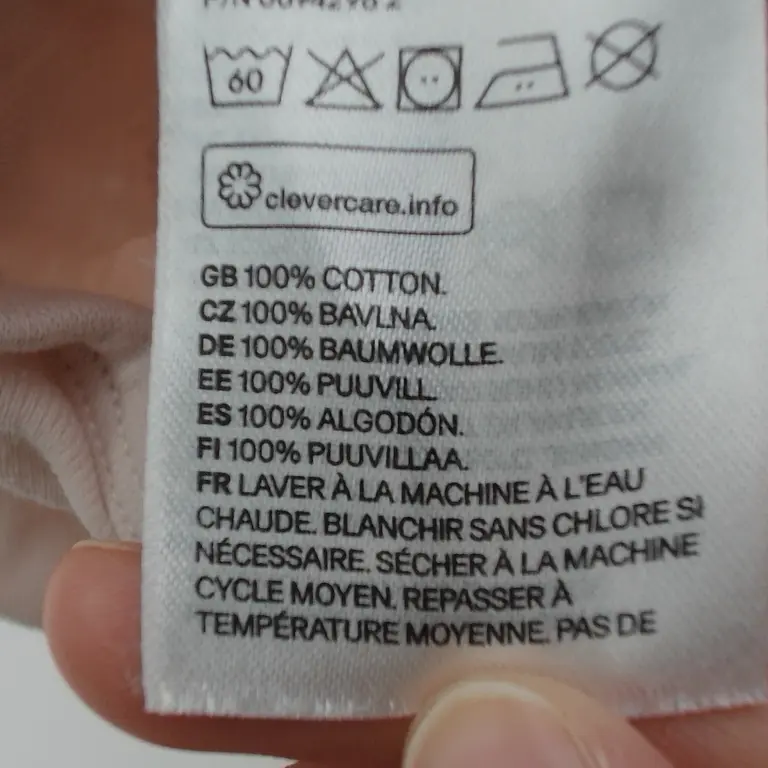 60
clevercare.info
GB 100% COTTON.
CZ 100% BAVLNA.
DE 100% BAUMWOLLE.
EE 100% PUUVILL.
ES 100% ALGODÓN.
FI 100% PUUVILLAA.
FR LAVER À LA MACHINE À L'EAU
CHAUDE. BLANCHIR SANS CHLORE SI
NÉCESSAIRE. SÉCHER À LA MACHINE
CYCLE MOYEN. REPASSER À
TEMPÉRATURE MOYENNE. PAS DE